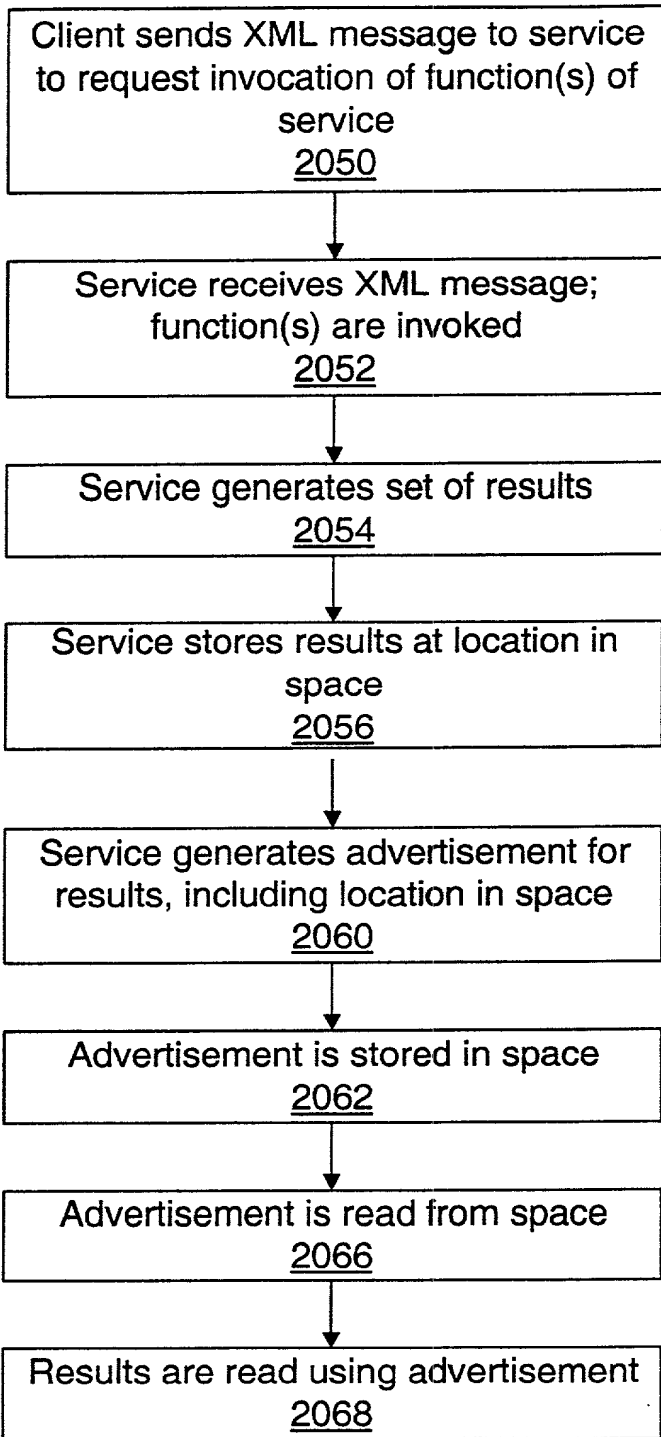 Client sends XML message to service
to request invocation of function(s) of
service
2050
Service receives XML message;
function(s) are invoked
2052
Service generates set of results
2054
Service stores results at location in
space
2056
Service generates advertisement for
results, including location in space
2060
Advertisement is stored in space
2062
Advertisement is read from space
2066
Results are read using advertisement
2068